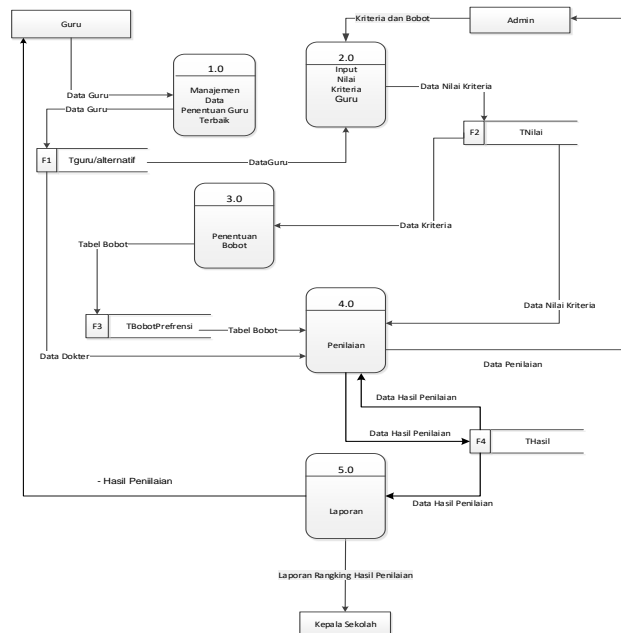 Guru
Kriteria dan Bobot
Admin
1.0
Manajemen
Data
Penentuan Guru
Terbaik
2.0
Input
Nilai
Kriteria
Guru
Data Nilai Kriteria
Data Guru
Data Guru
F1
Tguru/alternatif
DataGuru
F2
TNilai
3.0
Penentuan
Bobot
Data Kriteria
Tabel Bobot
4.0
Penilaian
Data Nilai Kriteria
F3
TBobotPrefrensi
Tabel Bobot
Data Dokter
Data Penilaian
Data Hasil Penilaian
Data Hasil Penilaian
F4
THasil
5.0
Laporan
- Hasil Peniilaian
Data Hasil Penilaian
Laporan Rangking Hasil Penilaian
Kepala Sekolah